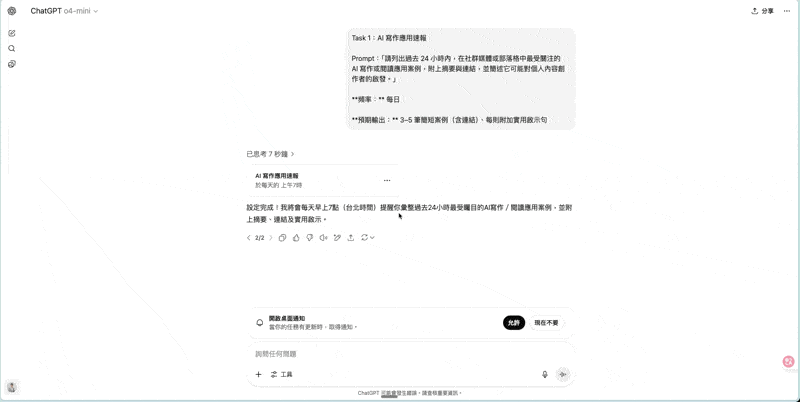 ChatGPT o4-mini
分享
Task 1：AI 寫作應用速報
Prompt：「請列出過去 24 小時內，在社群媒體或部落格中最受關注的
AI 寫作或閱讀應用案例，附上摘要與連結，並簡述它可能對個人內容創
作者的啟發。」
**頻率：** 每日
**預期輸出：** 3–5 筆簡短案例（含連結）、每則附加實用啟示句
已思考 7 秒鐘
AI 寫作應用速報
於每天的 上午7時
設定完成！我將會每天早上7點（台北時間）提醒你彙整過去24小時最受矚目的AI寫作 / 閱讀應用案例，並附
上摘要、連結及實用啟示。
2/2
開啟桌面通知
當你的任務有更新時，取得通知。
允許
現在不要
詢問任何問題
工具
ChatGPT 可能會發生錯誤。請查核重要資訊。